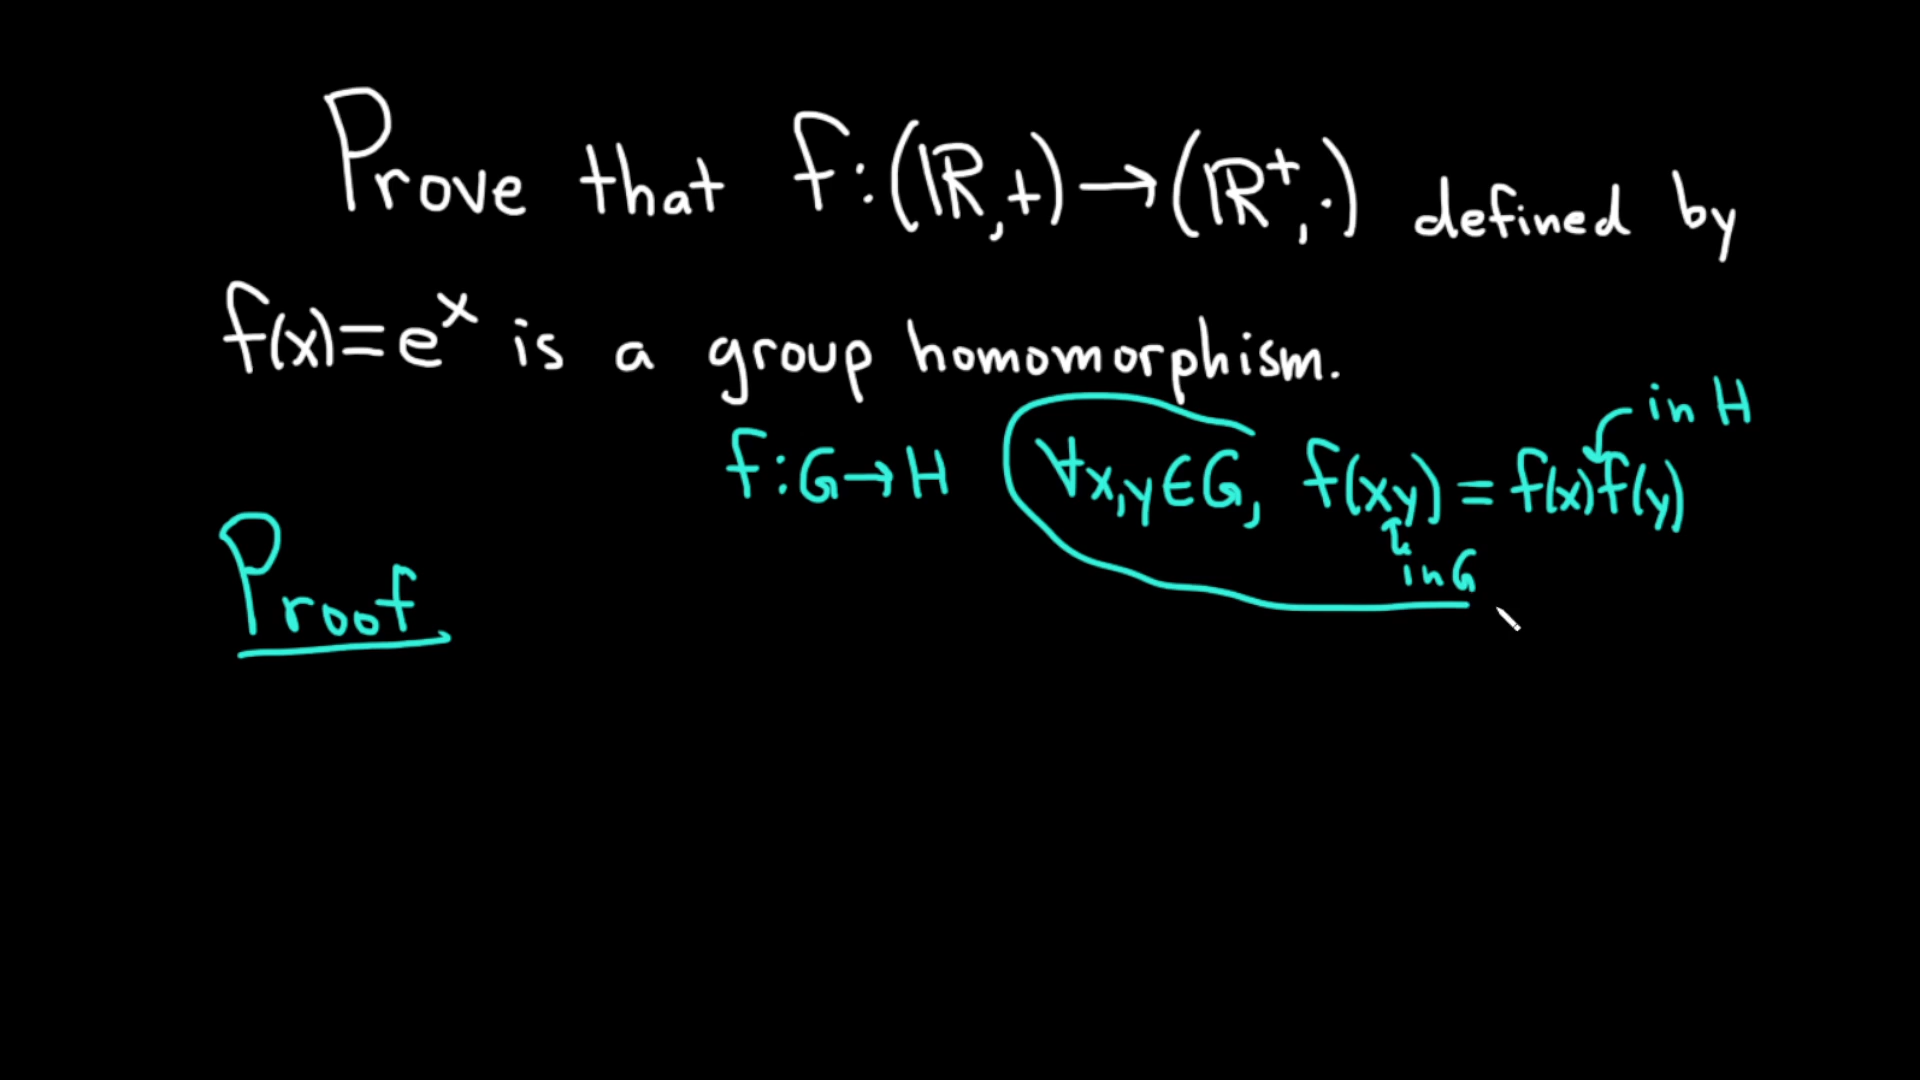 Prove that f:(ℝ,+)→(ℝ⁺,·) defined by
f(x)=eˣ is a group homomorphism.
in H
f:G→H ∀x,y∈G, f(xy)=f(x)f(y)
in G
Proof